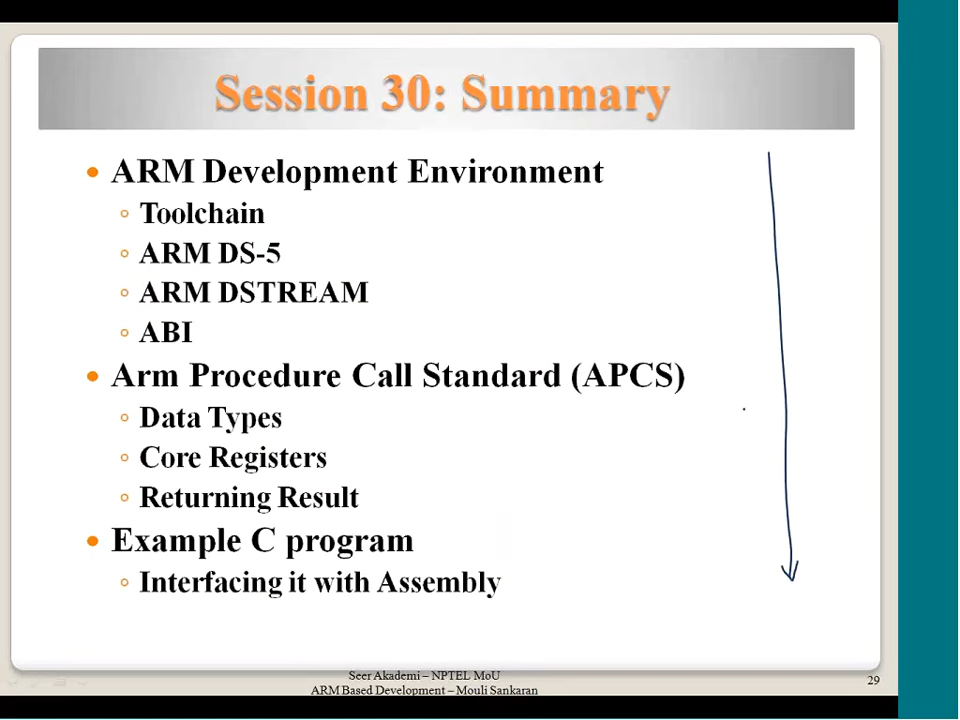 Session 30: Summary
ARM Development Environment
Toolchain
ARM DS-5
ARM DSTREAM
ABI
Arm Procedure Call Standard (APCS)
Data Types
Core Registers
Returning Result
Example C program
Interfacing it with Assembly
Seer Akademi – NPTEL MoU
ARM Based Development – Mouli Sankaran
29